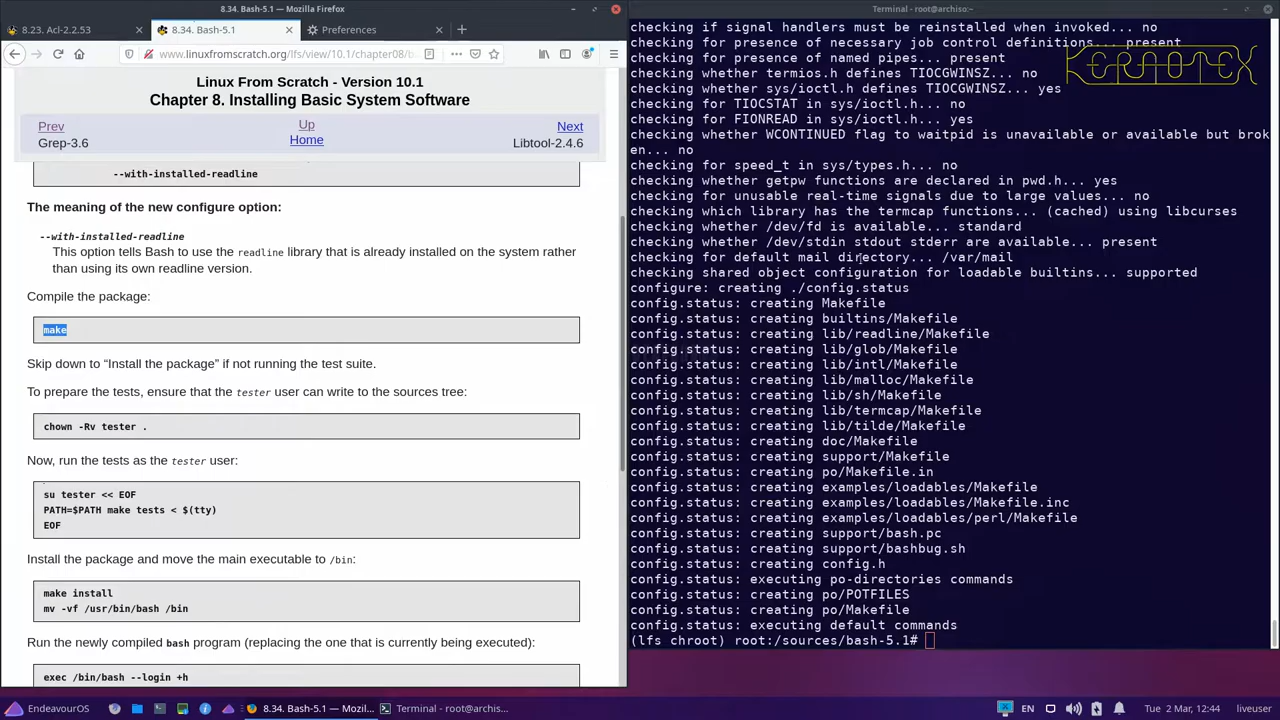 8.34. Bash-5.1 — Mozilla Firefox
8.23. Acl-2.2.53
8.34. Bash-5.1
Preferences
www.linuxfromscratch.org/lfs/view/10.1/chapter08/b
Linux From Scratch - Version 10.1
Chapter 8. Installing Basic System Software
Prev
Up
Next
Grep-3.6
Home
Libtool-2.4.6
--with-installed-readline
The meaning of the new configure option:
--with-installed-readline
This option tells Bash to use the readline library that is already installed on the system rather
than using its own readline version.
Compile the package:
make
Skip down to “Install the package” if not running the test suite.
To prepare the tests, ensure that the tester user can write to the sources tree:
chown -Rv tester .
Now, run the tests as the tester user:
su tester << EOF
PATH=$PATH make tests < $(tty)
EOF
Install the package and move the main executable to /bin:
make install
mv -vf /usr/bin/bash /bin
Run the newly compiled bash program (replacing the one that is currently being executed):
exec /bin/bash --login +h
Terminal - root@archiso:~
KERNOTEX
checking if signal handlers must be reinstalled when invoked... no
checking for presence of necessary job control definitions... present
checking for presence of named pipes... present
checking whether termios.h defines TIOCGWINSZ... no
checking whether sys/ioctl.h defines TIOCGWINSZ... yes
checking for TIOCSTAT in sys/ioctl.h... no
checking for FIONREAD in sys/ioctl.h... yes
checking whether WCONTINUED flag to waitpid is unavailable or available but brok
en... no
checking for speed_t in sys/types.h... no
checking whether getpw functions are declared in pwd.h... yes
checking for unusable real-time signals due to large values... no
checking which library has the termcap functions... (cached) using libcurses
checking whether /dev/fd is available... standard
checking whether /dev/stdin stdout stderr are available... present
checking for default mail directory... /var/mail
checking shared object configuration for loadable builtins... supported
configure: creating ./config.status
config.status: creating Makefile
config.status: creating builtins/Makefile
config.status: creating lib/readline/Makefile
config.status: creating lib/glob/Makefile
config.status: creating lib/intl/Makefile
config.status: creating lib/malloc/Makefile
config.status: creating lib/sh/Makefile
config.status: creating lib/termcap/Makefile
config.status: creating lib/tilde/Makefile
config.status: creating doc/Makefile
config.status: creating support/Makefile
config.status: creating po/Makefile.in
config.status: creating examples/loadables/Makefile
config.status: creating examples/loadables/Makefile.inc
config.status: creating examples/loadables/perl/Makefile
config.status: creating support/bash.pc
config.status: creating support/bashbug.sh
config.status: creating config.h
config.status: executing po-directories commands
config.status: creating po/POTFILES
config.status: creating po/Makefile
config.status: executing default commands
(lfs chroot) root:/sources/bash-5.1#
EndeavourOS
8.34. Bash-5.1 — Mozil...
Terminal - root@archis...
EN
Tue 2 Mar, 12:44
liveuser